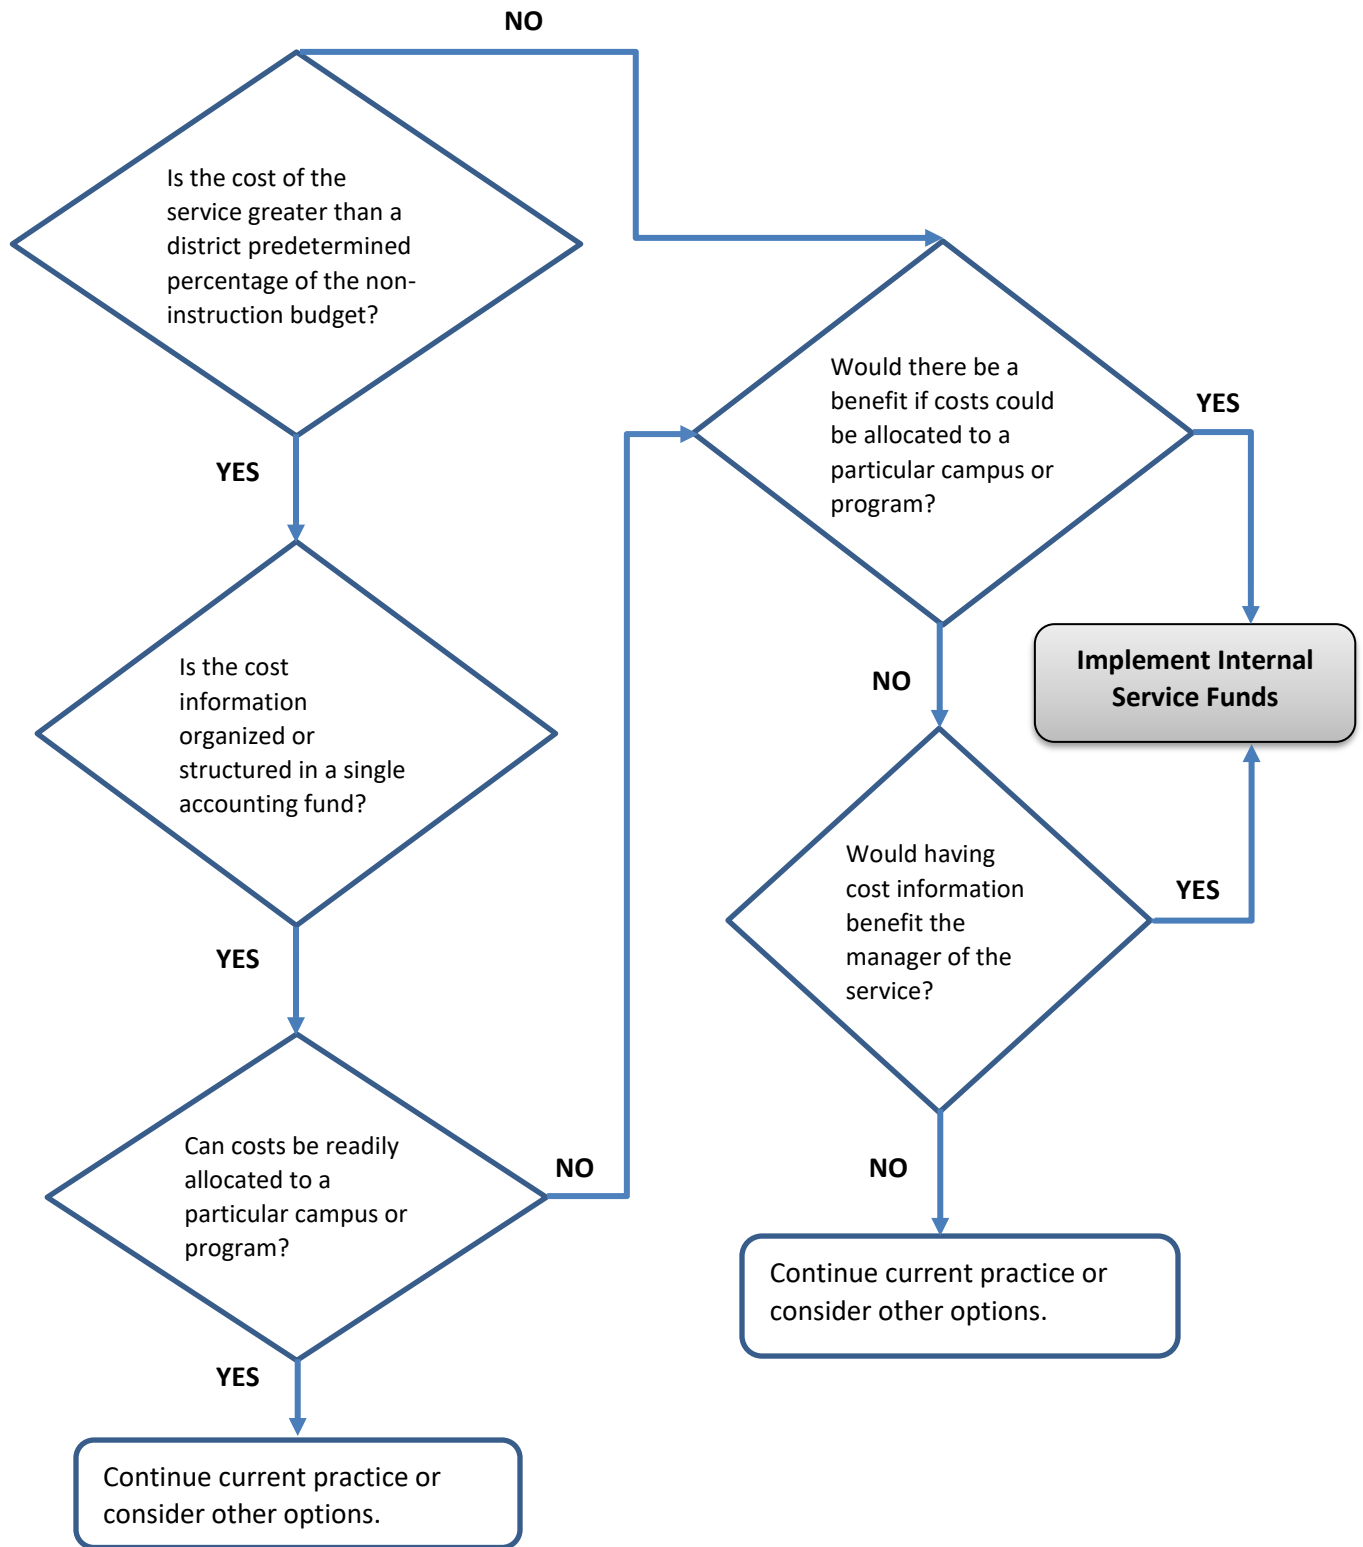 NO
Is the cost of the
service greater than a
district predetermined
percentage of the non-
instruction budget?
YES
Is the cost
information
organized or
structured in a single
accounting fund?
YES
Can costs be readily
allocated to a
particular campus or
program?
NO
YES
Continue current practice or
consider other options.
Would there be a
benefit if costs could
be allocated to a
particular campus or
program?
YES
NO
Implement Internal
Service Funds
Would having
cost information
benefit the
manager of the
service?
YES
NO
Continue current practice or
consider other options.